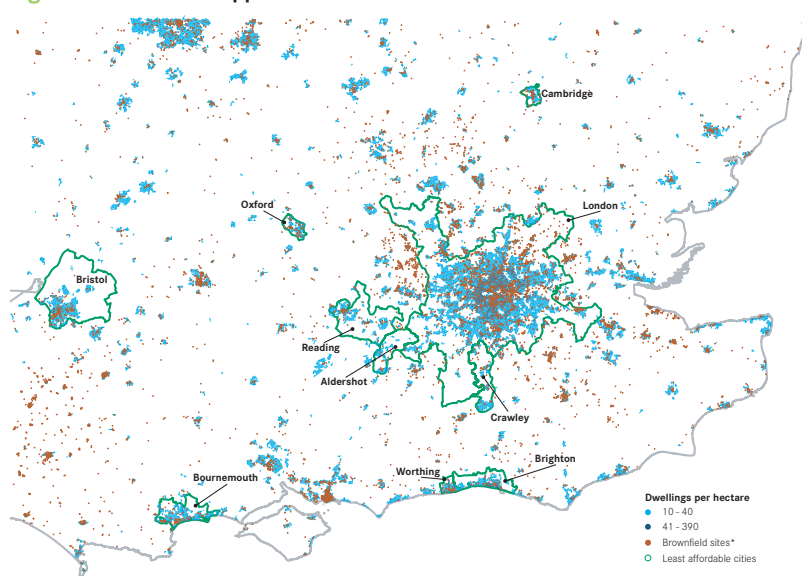 Cambridge
Oxford
London
Bristol
Reading
Aldershot
Crawley
Brighton
Worthing
Bournemouth
Dwellings per hectare
10 - 40
41 - 390
Brownfield sites*
Least affordable cities